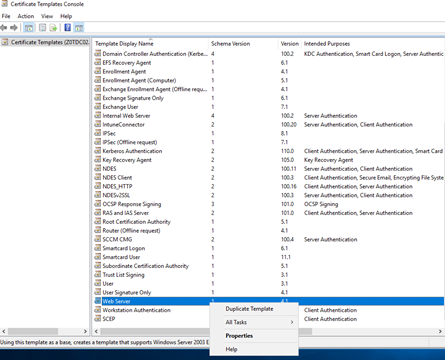 Certificate Templates Console
File Action View Help
Certificate Templates (Z0TDC02.
Template Display Name Schema Version Version Intended Purposes
Domain Controller Authentication (Kerbe... 4 100.2 KDC Authentication, Smart Card Logon, Server Authentic
EFS Recovery Agent 1 6.1
Enrollment Agent 1 4.1
Enrollment Agent (Computer) 1 5.1
Exchange Enrollment Agent (Offline requ... 1 4.1
Exchange Signature Only 1 6.1
Exchange User 1 7.1
Internal Web Server 4 100.2 Server Authentication
IntuneConnector 2 100.20 Server Authentication, Client Authentication
IPSec 1 8.1
IPSec (Offline request) 1 7.1
Kerberos Authentication 2 110.0 Client Authentication, Server Authentication, Smart Card
Key Recovery Agent 2 105.0 Key Recovery Agent
NDES 2 100.11 Server Authentication, Client Authentication
NDES Client 2 100.3 Client Authentication, Secure Email, Encrypting File Syste
NDES_HTTP 2 100.16 Client Authentication, Server Authentication
NDESv2SSL 2 100.3 Client Authentication, Server Authentication
OCSP Response Signing 3 101.0 OCSP Signing
RAS and IAS Server 2 101.0 Client Authentication, Server Authentication
Root Certification Authority 1 5.1
Router (Offline request) 1 4.1
SCCM CMG 2 100.4 Server Authentication
Smartcard Logon 1 6.1
Smartcard User 1 11.1
Subordinate Certification Authority 1 5.1
Trust List Signing 1 3.1
User 1 3.1
User Signature Only 1 4.1
Web Server 1 4.1
Workstation Authentication Client Authentication
SCEP Client Authentication
Duplicate Template
All Tasks
Properties
Help
Using this template as a base, creates a template that supports Windows Server 2003 E